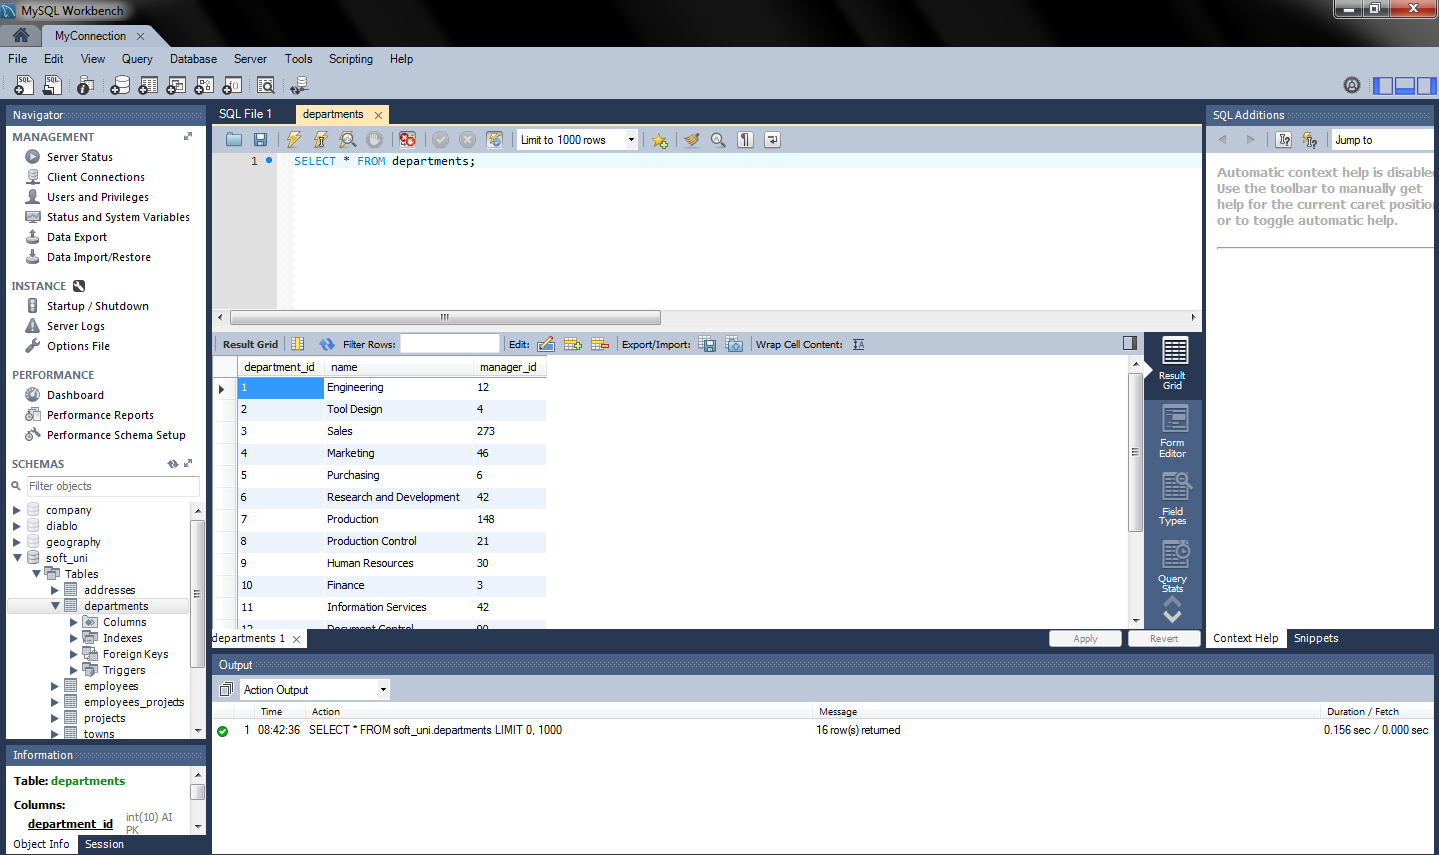 MySQL Workbench
MyConnection
File Edit View Query Database Server Tools Scripting Help
Navigator
MANAGEMENT
Server Status
Client Connections
Users and Privileges
Status and System Variables
Data Export
Data Import/Restore
INSTANCE
Startup / Shutdown
Server Logs
Options File
PERFORMANCE
Dashboard
Performance Reports
Performance Schema Setup
SCHEMAS
Filter objects
company
diablo
geography
soft_uni
Tables
addresses
departments
Columns
Indexes
Foreign Keys
Triggers
employees
employees_projects
projects
towns
Information
Table: departments
Columns:
department_id int(10) AI PK
Object Info Session
SQL File 1 departments
Limit to 1000 rows
1 SELECT * FROM departments;
Result Grid Filter Rows: Edit: Export/Import: Wrap Cell Content:
department_id name manager_id
1 Engineering 12
2 Tool Design 4
3 Sales 273
4 Marketing 46
5 Purchasing 6
6 Research and Development 42
7 Production 148
8 Production Control 21
9 Human Resources 30
10 Finance 3
11 Information Services 42
12 Document Control 90
Result Grid
Form Editor
Field Types
Query Stats
departments 1 Apply Revert
SQL Additions
Jump to
Automatic context help is disabled
Use the toolbar to manually get
help for the current caret position
or to toggle automatic help.
Context Help Snippets
Output
Action Output
Time Action Message Duration / Fetch
1 08:42:36 SELECT * FROM soft_uni.departments LIMIT 0, 1000 16 row(s) returned 0.156 sec / 0.000 sec